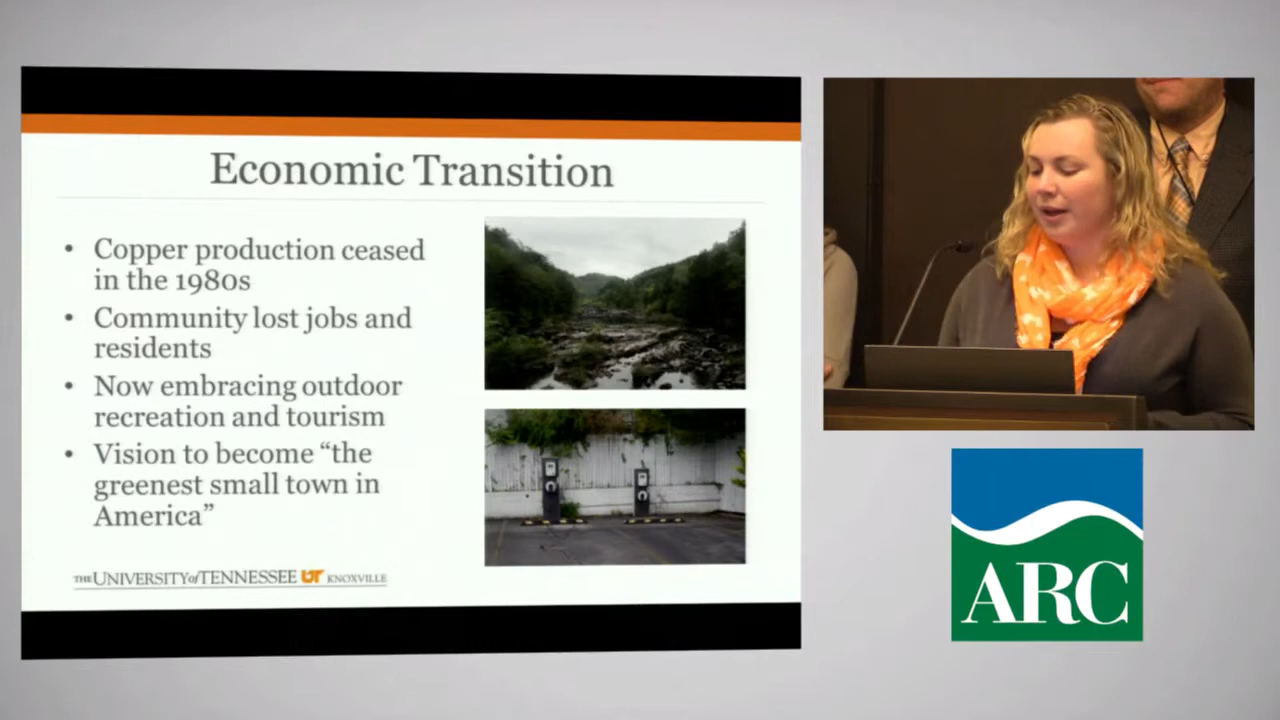 Economic Transition
• Copper production ceased
in the 1980s
• Community lost jobs and
residents
• Now embracing outdoor
recreation and tourism
• Vision to become “the
greenest small town in
America”
THE UNIVERSITY of TENNESSEE UT KNOXVILLE
ARC